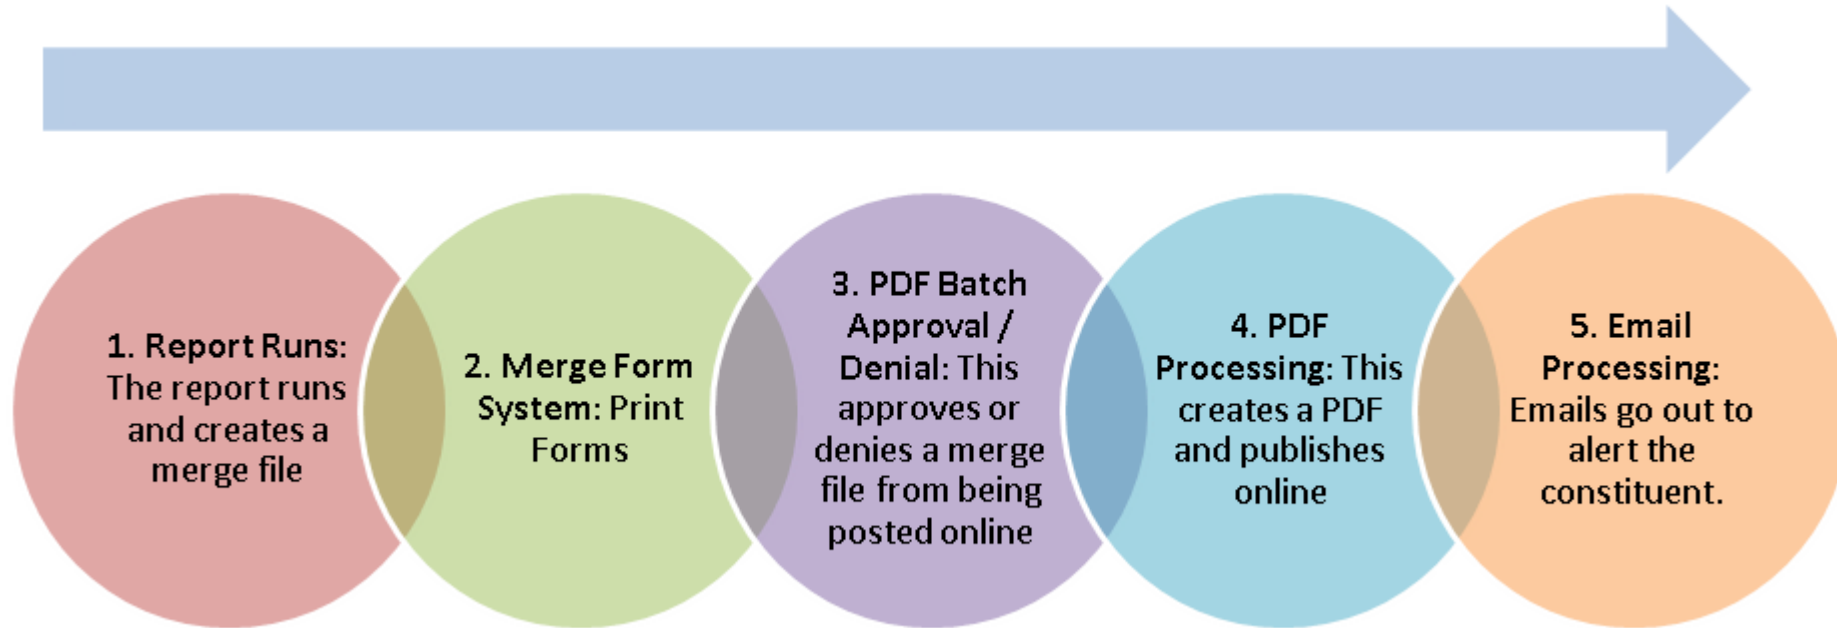 1. Report Runs:
The report runs
and creates a
merge file
2. Merge Form
System: Print
Forms
3. PDF Batch
Approval /
Denial: This
approves or
denies a merge
file from being
posted online
4. PDF
Processing: This
creates a PDF
and publishes
online
5. Email
Processing:
Emails go out to
alert the
constituent.